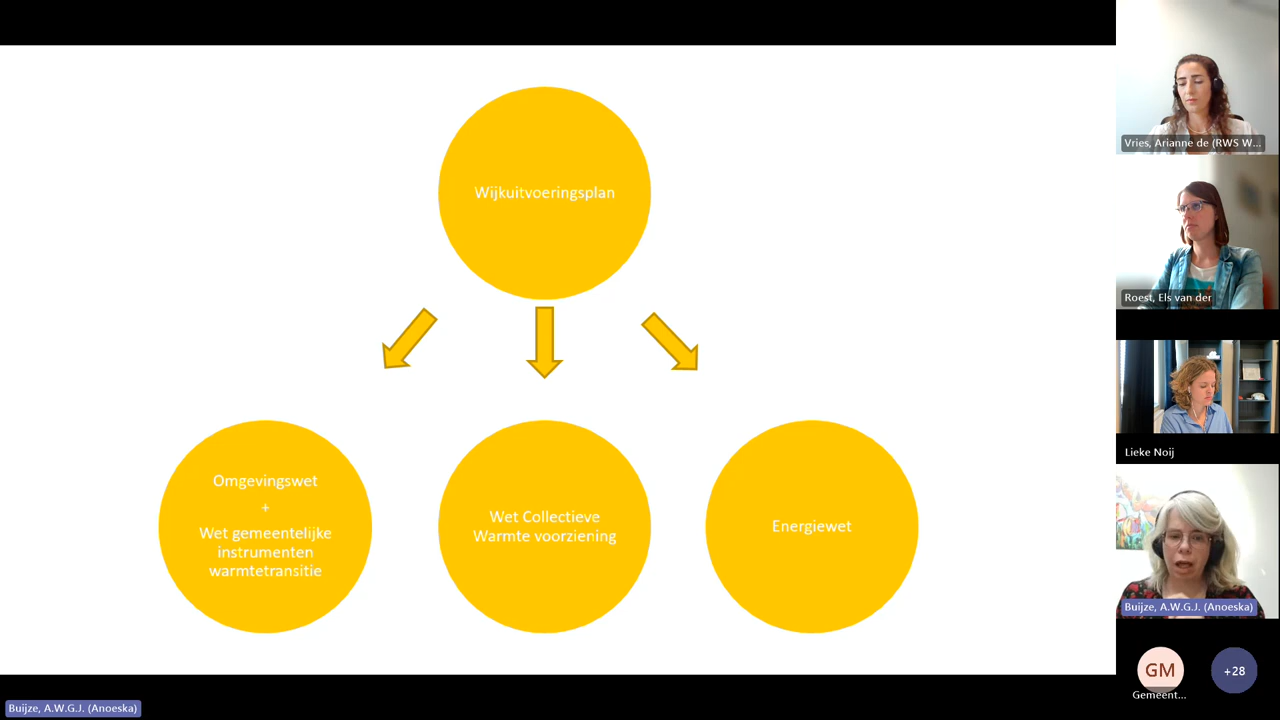 Wijkuitvoeringsplan
Omgevingswet
+
Wet gemeentelijke
instrumenten
warmtetransitie
Wet Collectieve
Warmte voorziening
Energiewet
Vries, Arianne de (RWS W...
Roest, Els van der
Lieke Noij
Buijze, A.W.G.J. (Anoeska)
GM
Gemeent...
+28
Buijze, A.W.G.J. (Anoeska)